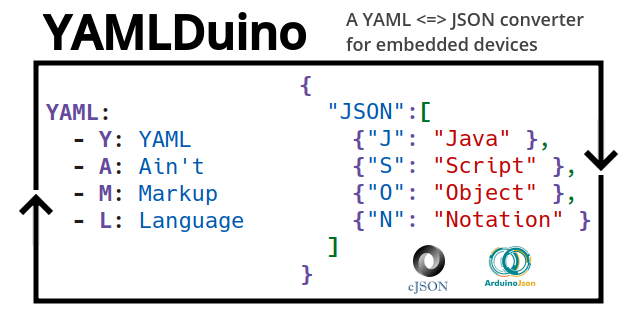 YAMLDuino
A YAML <=> JSON converter
for embedded devices
YAML:
- Y: YAML
- A: Ain't
- M: Markup
- L: Language
{
"JSON":[
{"J": "Java" },
{"S": "Script" },
{"O": "Object" },
{"N": "Notation" }
]
}
cJSON
ArduinoJson